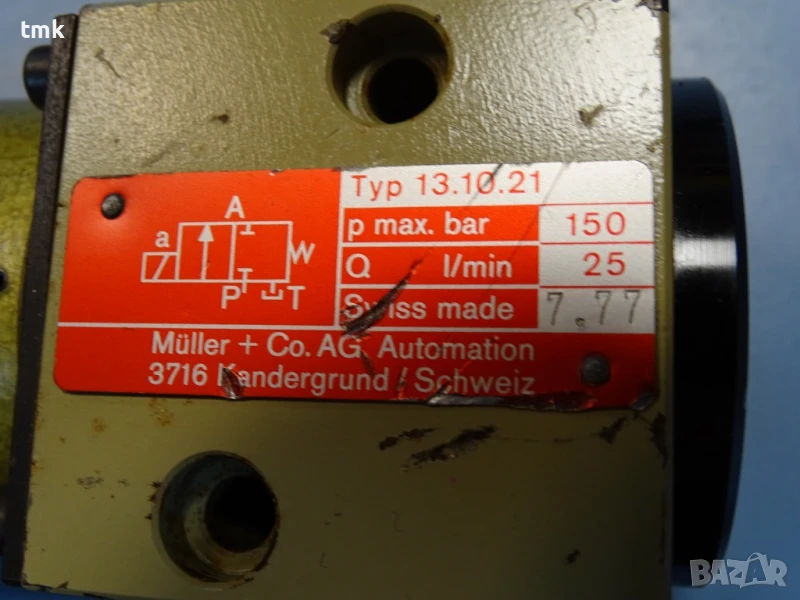 tmk
Typ 13.10.21
A
a
W
P
T
p max. bar 150
Q l/min 25
Swiss made 7.77
Müller + Co. AG, Automation
3716 Kandergrund / Schweiz
BAZAR